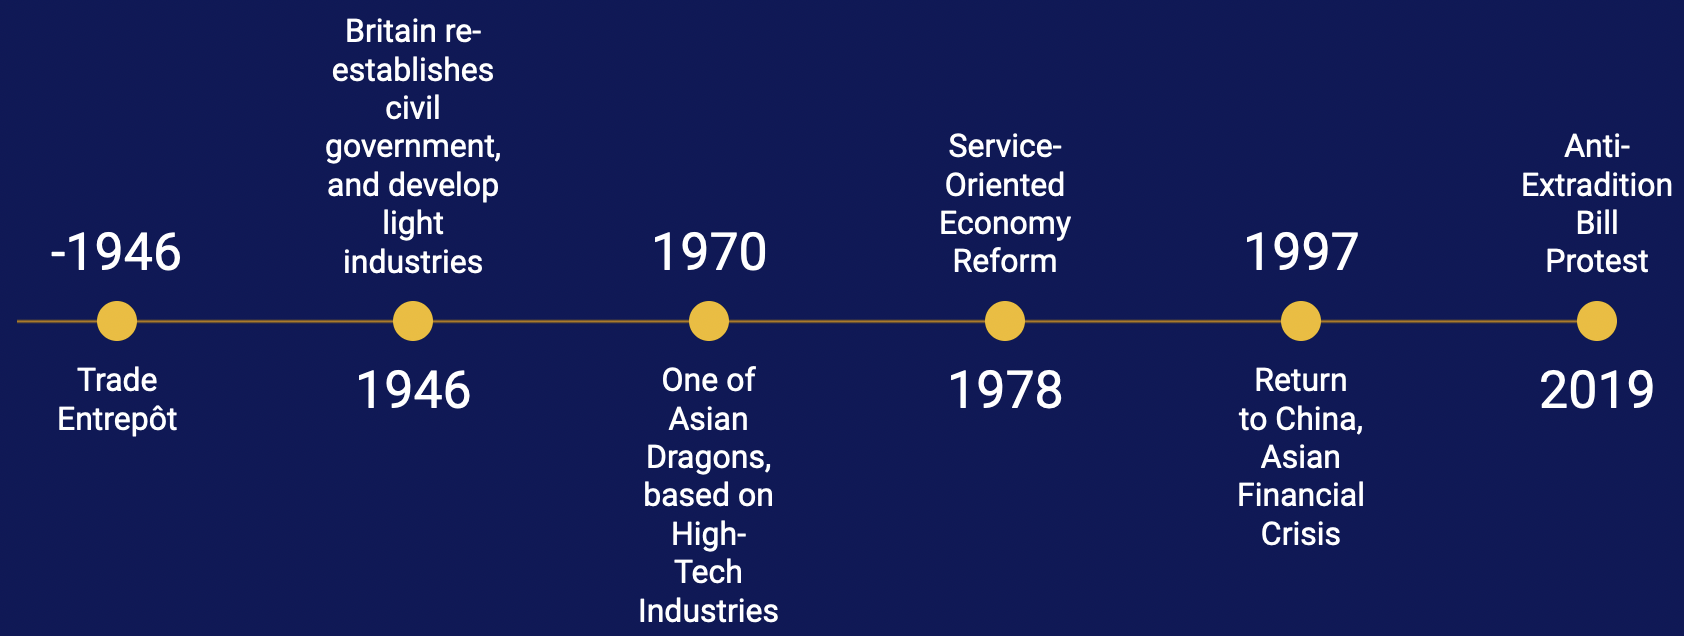 -1946
Trade
Entrepôt
Britain re-
establishes
civil
government,
and develop
light
industries
1946
1970
One of
Asian
Dragons,
based on
High-
Tech
Industries
Service-
Oriented
Economy
Reform
1978
1997
Return
to China,
Asian
Financial
Crisis
Anti-
Extradition
Bill
Protest
2019